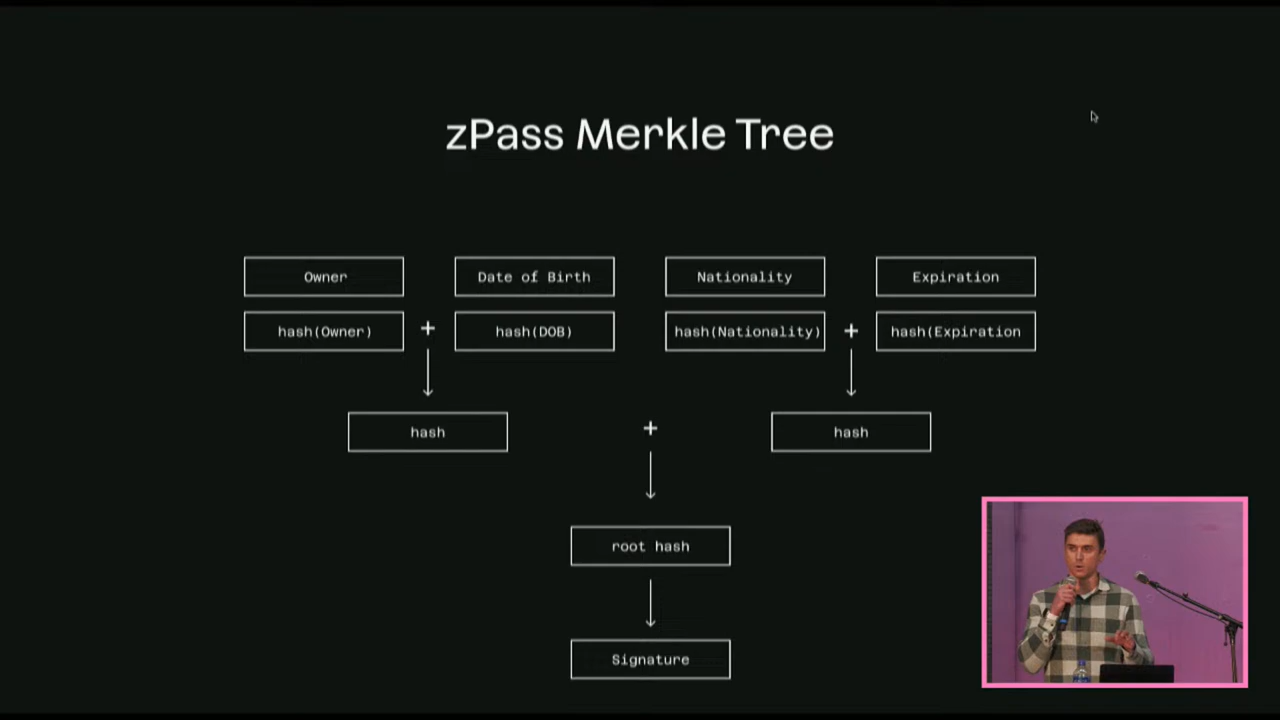 zPass Merkle Tree
Owner
Date of Birth
Nationality
Expiration
hash(Owner)
+
hash(DOB)
hash(Nationality)
+
hash(Expiration
hash
+
hash
root hash
Signature